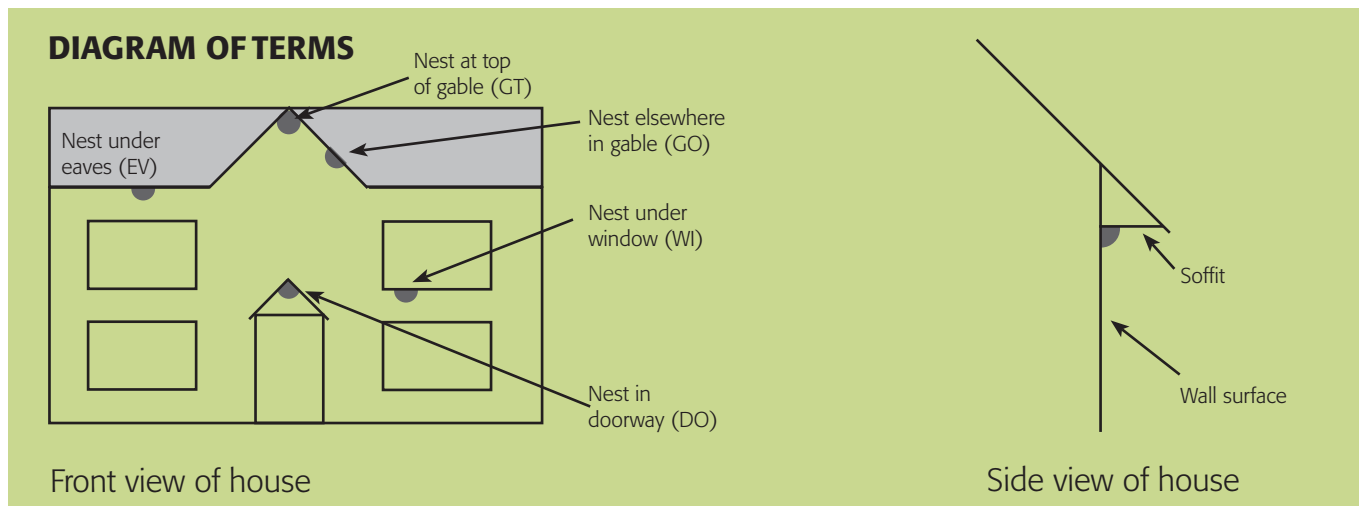 DIAGRAM OF TERMS
Nest at top
of gable (GT)
Nest elsewhere
in gable (GO)
Nest under
eaves (EV)
Nest under
window (WI)
Nest in
doorway (DO)
Front view of house
Soffit
Wall surface
Side view of house